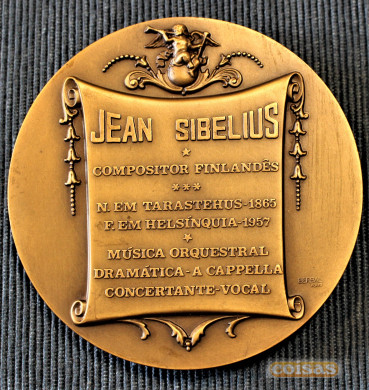 JEAN SIBELIUS
*
COMPOSITOR FINLANDÊS
***
N. EM TARASTEHUS-1865
F. EM HELSÍNQUIA-1957
*
MÚSICA ORQUESTRAL
DRAMÁTICA-A CAPPELLA
CONCERTANTE-VOCAL
coisas